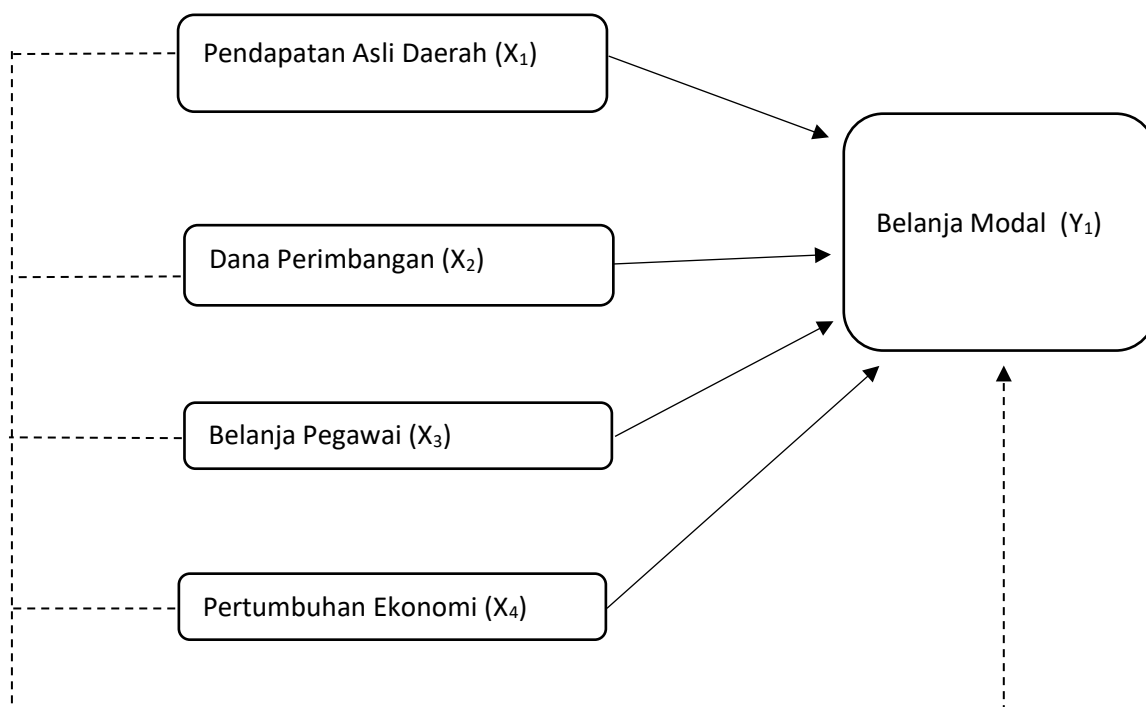 Pendapatan Asli Daerah (X₁)
Dana Perimbangan (X₂)
Belanja Modal (Y₁)
Belanja Pegawai (X₃)
Pertumbuhan Ekonomi (X₄)